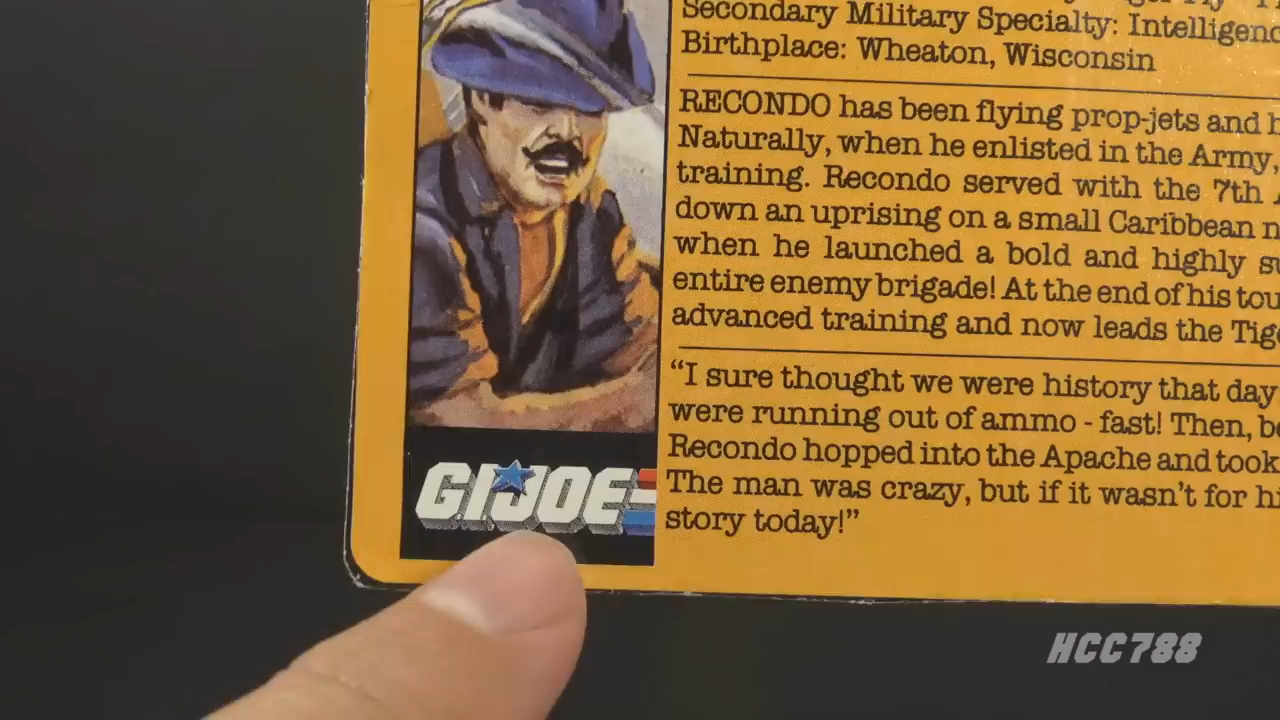 Secondary Military Specialty: Intelligenc
Birthplace: Wheaton, Wisconsin
RECONDO has been flying prop-jets and h
Naturally, when he enlisted in the Army,
training. Recondo served with the 7th
down an uprising on a small Caribbean n
when he launched a bold and highly su
entire enemy brigade! At the end of his tou
advanced training and now leads the Tig
"I sure thought we were history that day
were running out of ammo - fast! Then, be
Recondo hopped into the Apache and took
The man was crazy, but if it wasn't for hi
story today!"
G.I. JOE
HCC788